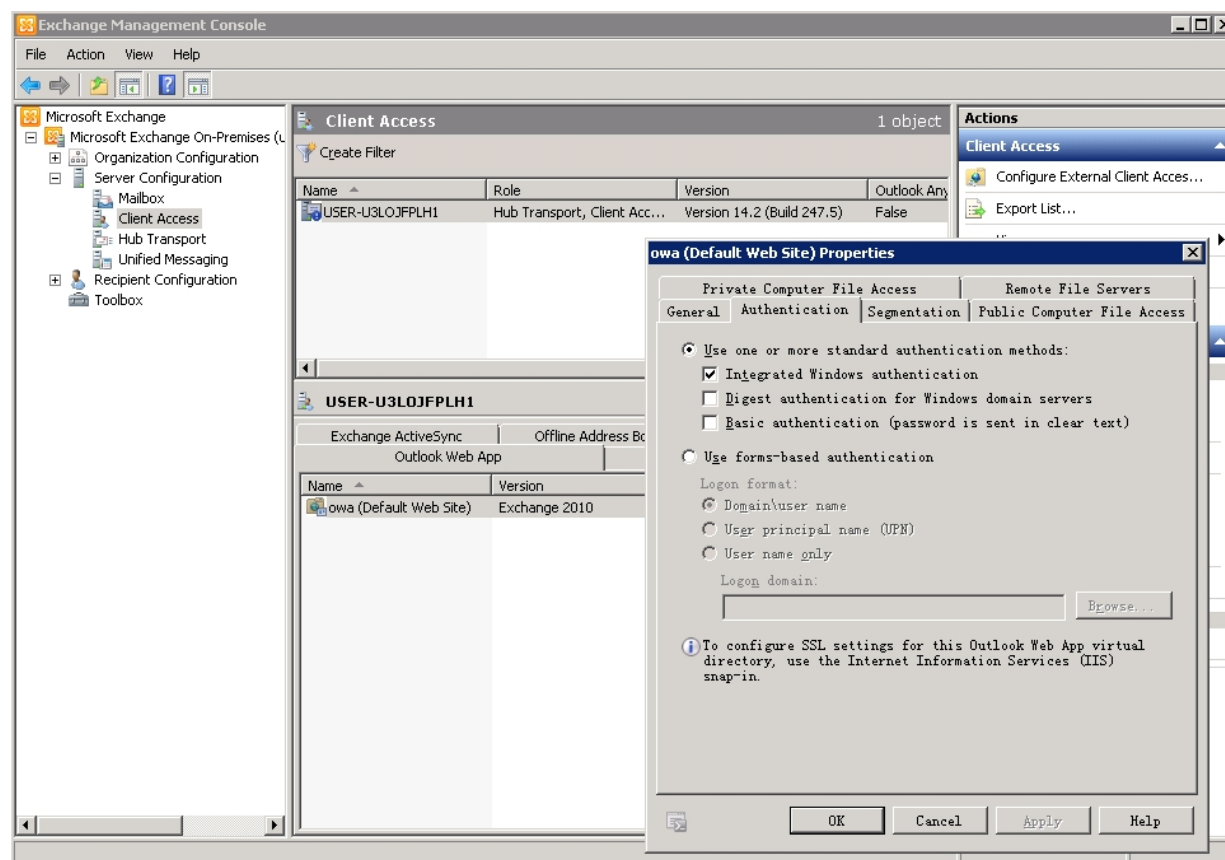 Exchange Management Console
File Action View Help
Microsoft Exchange
Microsoft Exchange On-Premises (u
Organization Configuration
Server Configuration
Mailbox
Client Access
Hub Transport
Unified Messaging
Recipient Configuration
Toolbox
Client Access 1 object
Create Filter
Name Role Version Outlook Any
USER-U3LOJFPLH1 Hub Transport, Client Acc... Version 14.2 (Build 247.5) False
USER-U3LOJFPLH1
Exchange ActiveSync Offline Address Bo
Outlook Web App
Name Version
owa (Default Web Site) Exchange 2010
Actions
Client Access
Configure External Client Acces...
Export List...
owa (Default Web Site) Properties
Private Computer File Access Remote File Servers
General Authentication Segmentation Public Computer File Access
Use one or more standard authentication methods:
Integrated Windows authentication
Digest authentication for Windows domain servers
Basic authentication (password is sent in clear text)
Use forms-based authentication
Logon format:
Domain\user name
User principal name (UPN)
User name only
Logon domain:
Browse...
To configure SSL settings for this Outlook Web App virtual
directory, use the Internet Information Services (IIS)
snap-in.
OK Cancel Apply Help